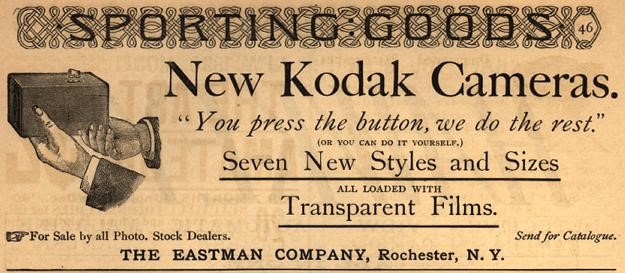 ·SPORTING:GOODS·
46
New Kodak Cameras.
"You press the button, we do the rest."
(OR YOU CAN DO IT YOURSELF.)
Seven New Styles and Sizes
ALL LOADED WITH
Transparent Films.
☞For Sale by all Photo. Stock Dealers.
Send for Catalogue.
THE EASTMAN COMPANY, Rochester, N. Y.